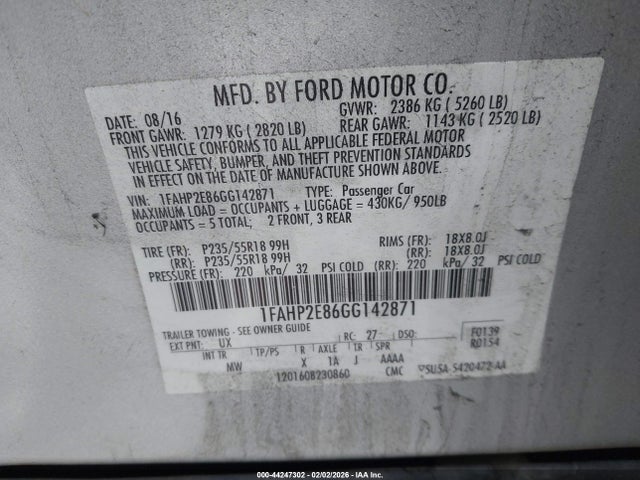 MFD. BY FORD MOTOR CO.
DATE: 08/16 GVWR: 2386 KG ( 5260 LB)
FRONT GAWR: 1279 KG ( 2820 LB) REAR GAWR: 1143 KG ( 2520 LB)
THIS VEHICLE CONFORMS TO ALL APPLICABLE FEDERAL MOTOR
VEHICLE SAFETY, BUMPER, AND THEFT PREVENTION STANDARDS
IN EFFECT ON THE DATE OF MANUFACTURE SHOWN ABOVE.
VIN: 1FAHP2E86GG142871 TYPE: Passenger Car
MAXIMUM LOAD = OCCUPANTS + LUGGAGE = 430KG/ 950LB
OCCUPANTS = 5 TOTAL; 2 FRONT, 3 REAR
TIRE (FR): P235/55R18 99H RIMS (FR): 18X8.0J
(RR): P235/55R18 99H (RR): 18X8.0J
PRESSURE (FR): 220 kPa/ 32 PSI COLD (RR): 220 kPa/ 32 PSI COLD
1FAHP2E86GG142871
TRAILER TOWING - SEE OWNER GUIDE
EXT PNT: UX RC: 27 DSO: F0139
R0154
INT TR TP/PS R AXLE TR SPR
MW X 1A J AAAA
1201608230860 CMC
▽SU5A-5420472-AA
000-44247302 - 02/02/2026 - IAA Inc.